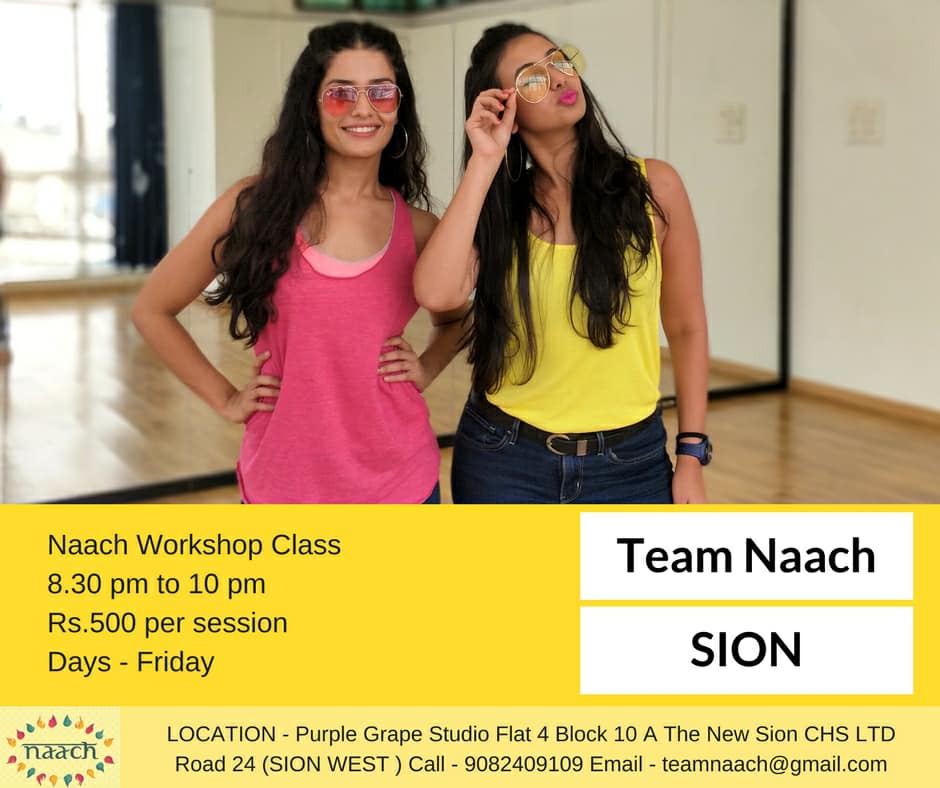 Naach Workshop Class
8.30 pm to 10 pm
Rs.500 per session
Days - Friday
Team Naach
SION
naach
LOCATION - Purple Grape Studio Flat 4 Block 10 A The New Sion CHS LTD
Road 24 (SION WEST ) Call - 9082409109 Email - teamnaach@gmail.com